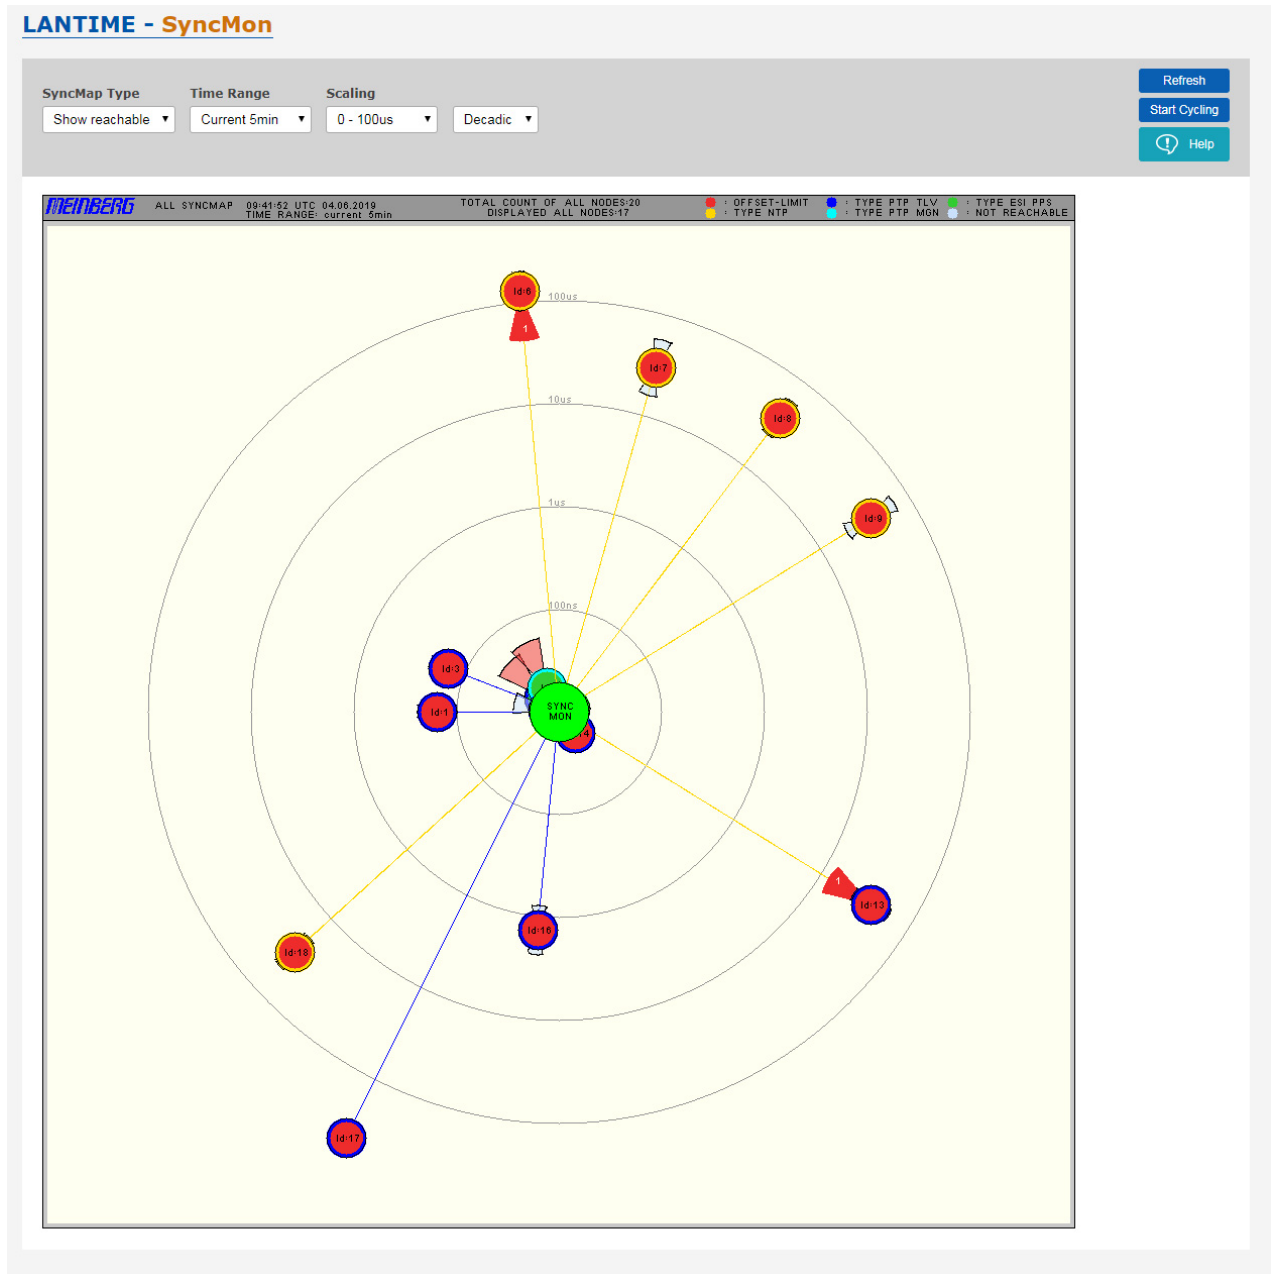 LANTIME - SyncMon
SyncMap Type
Time Range
Scaling
Show reachable
Current 5min
0 - 100us
Decadic
Refresh
Start Cycling
Help
MEINBERG
ALL SYNCMAP
09:41:52 UTC 04.06.2019
TIME RANGE: current 5min
TOTAL COUNT OF ALL NODES:20
DISPLAYED ALL NODES:17
: OFFSET-LIMIT
: TYPE PTP TLV
: TYPE ESI PPS
: TYPE NTP
: TYPE PTP MGN
: NOT REACHABLE
Id:6
100us
1
Id:7
10us
Id:8
1us
Id:9
100ns
Id:3
Id:1
SYNC
MON
1
Id:13
Id:16
Id:18
Id:17